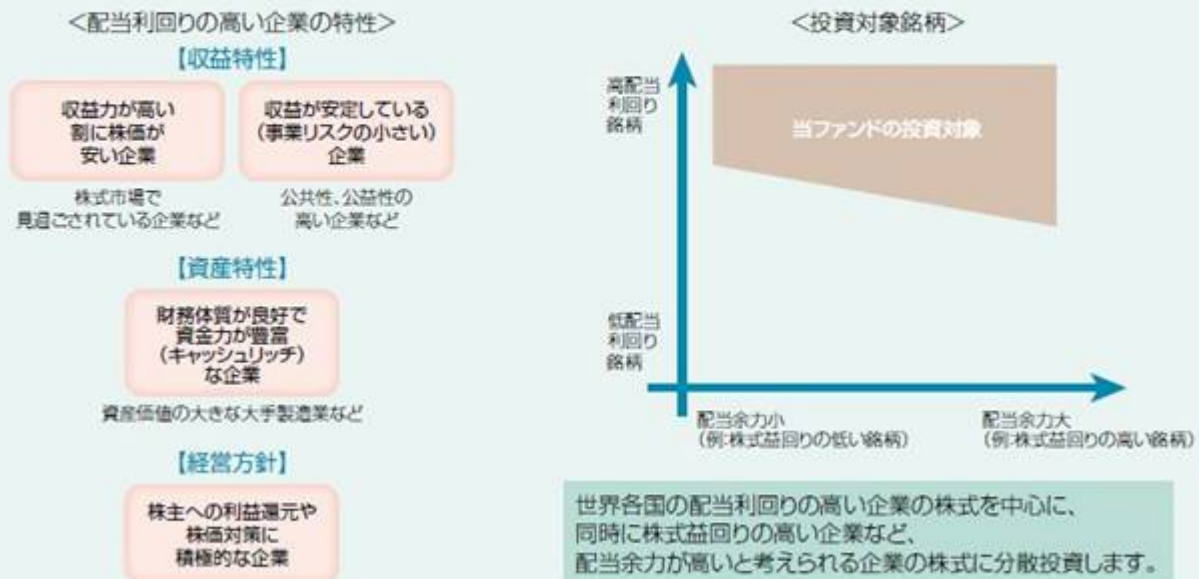 <配当利回りの高い企業の特性>
【収益特性】
収益力が高い
割に株価が
安い企業
収益が安定している
(事業リスクの小さい)
企業
株式市場で
見過ごされている企業など
公共性、公益性の
高い企業など
【資産特性】
財務体質が良好で
資金力が豊富
(キャッシュリッチ)
な企業
資産価値の大きな大手製造業など
【経営方針】
株主への利益還元や
株価対策に
積極的な企業
<投資対象銘柄>
高配当
利回り
銘柄
当ファンドの投資対象
低配当
利回り
銘柄
配当余力小
(例:株式益回りの低い銘柄)
配当余力大
(例:株式益回りの高い銘柄)
世界各国の配当利回りの高い企業の株式を中心に、
同時に株式益回りの高い企業など、
配当余力が高いと考えられる企業の株式に分散投資します。